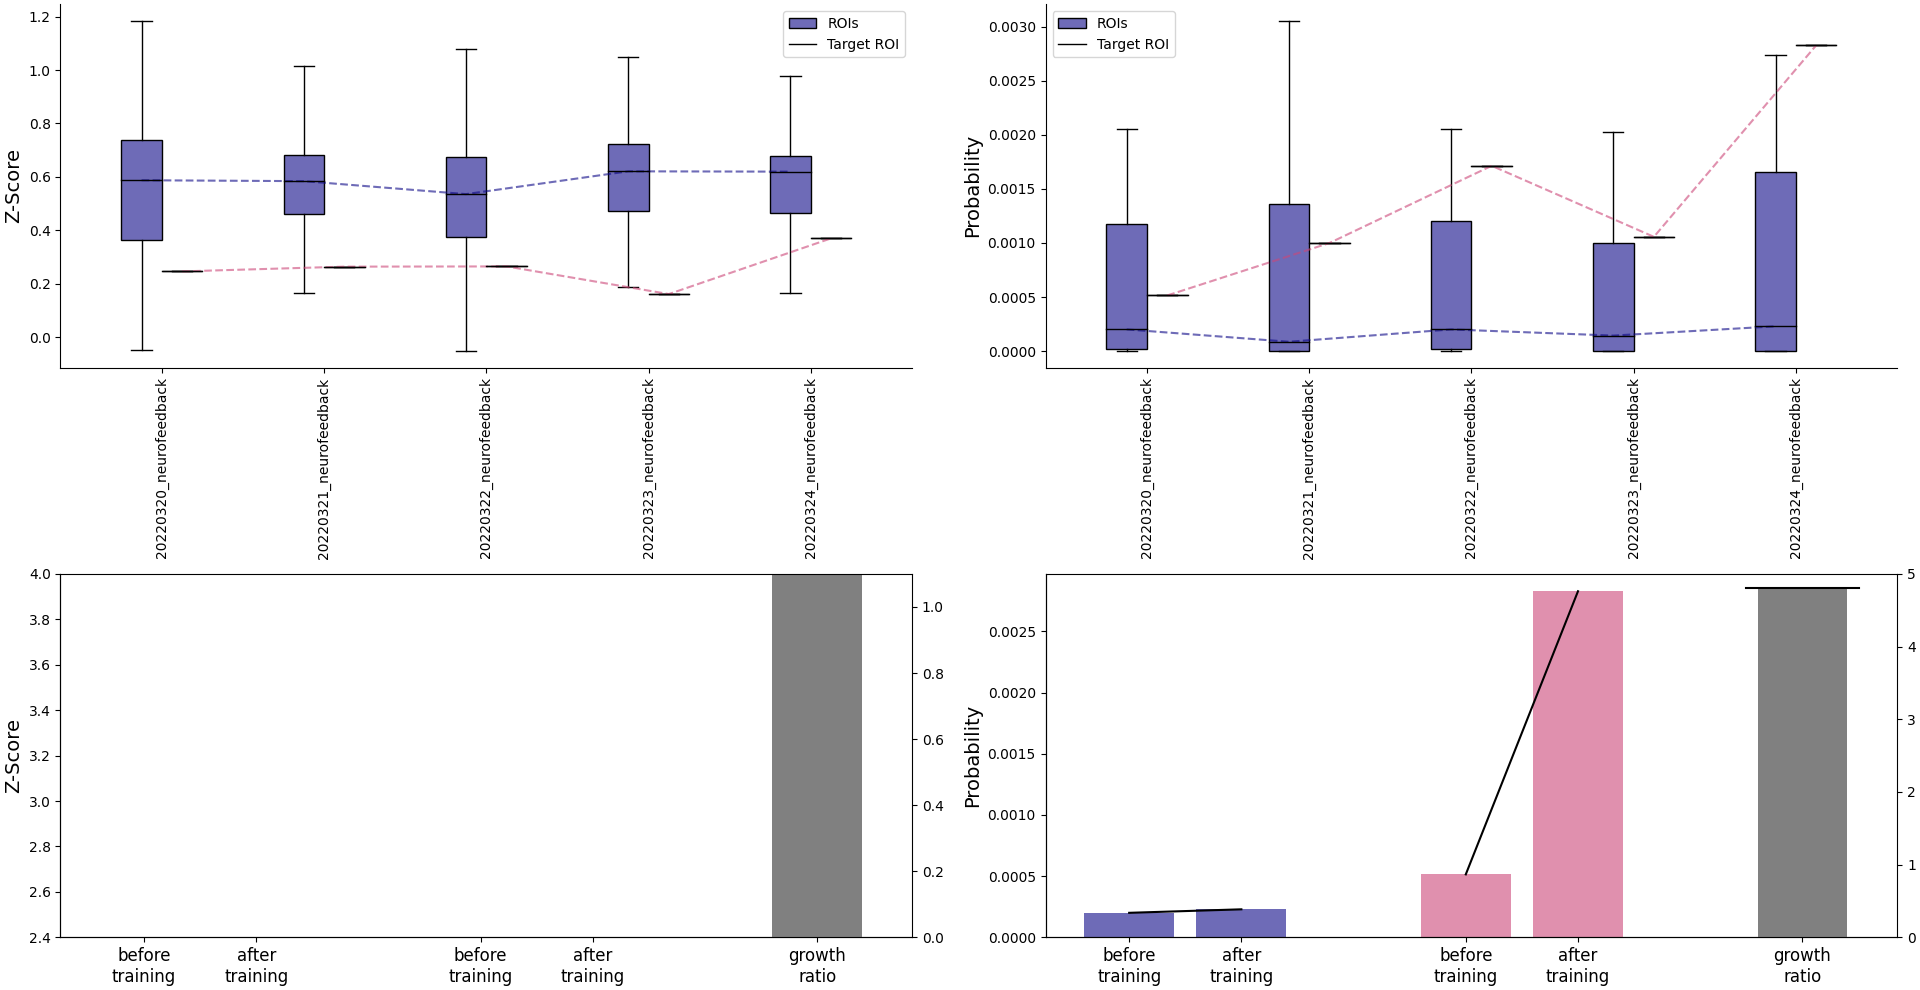 Z-Score
1.2
1.0
0.8
0.6
0.4
0.2
0.0
ROIs
Target ROI
20220320_neurofeedback
20220321_neurofeedback
20220322_neurofeedback
20220323_neurofeedback
20220324_neurofeedback
Probability
0.0030
0.0025
0.0020
0.0015
0.0010
0.0005
0.0000
ROIs
Target ROI
20220320_neurofeedback
20220321_neurofeedback
20220322_neurofeedback
20220323_neurofeedback
20220324_neurofeedback
Z-Score
4.0
3.8
3.6
3.4
3.2
3.0
2.8
2.6
2.4
1.0
0.8
0.6
0.4
0.2
0.0
before
training
after
training
before
training
after
training
growth
ratio
Probability
0.0025
0.0020
0.0015
0.0010
0.0005
0.0000
5
4
3
2
1
0
before
training
after
training
before
training
after
training
growth
ratio